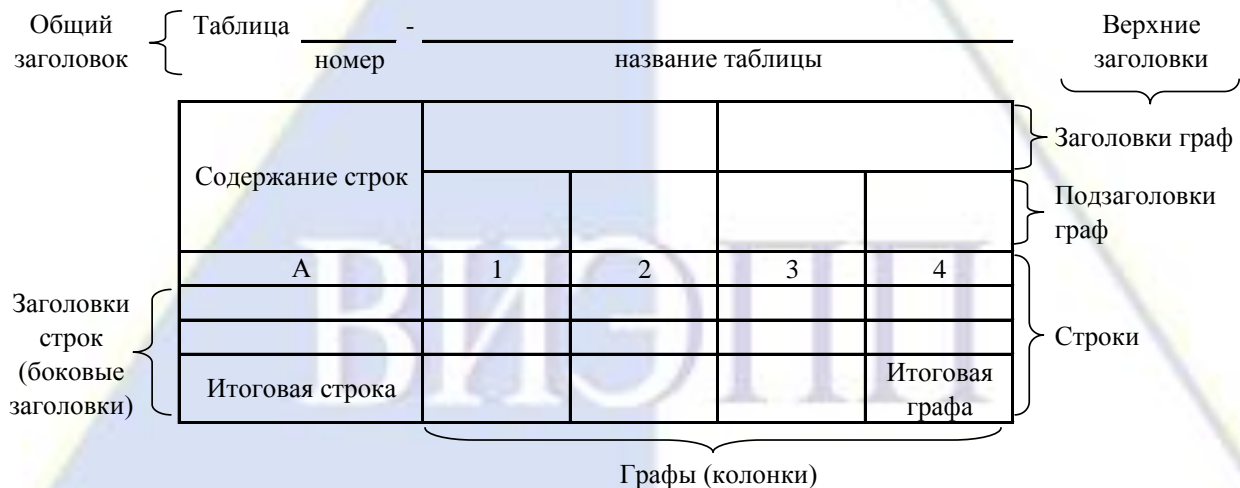 Общий
заголовок
Таблица -
номер
название таблицы
Верхние
заголовки
Заголовки граф
Содержание строк
Подзаголовки
граф
А 1 2 3 4
Заголовки
строк
(боковые
заголовки)
Строки
Итоговая строка
Итоговая
графа
Графы (колонки)
ВИЭПП